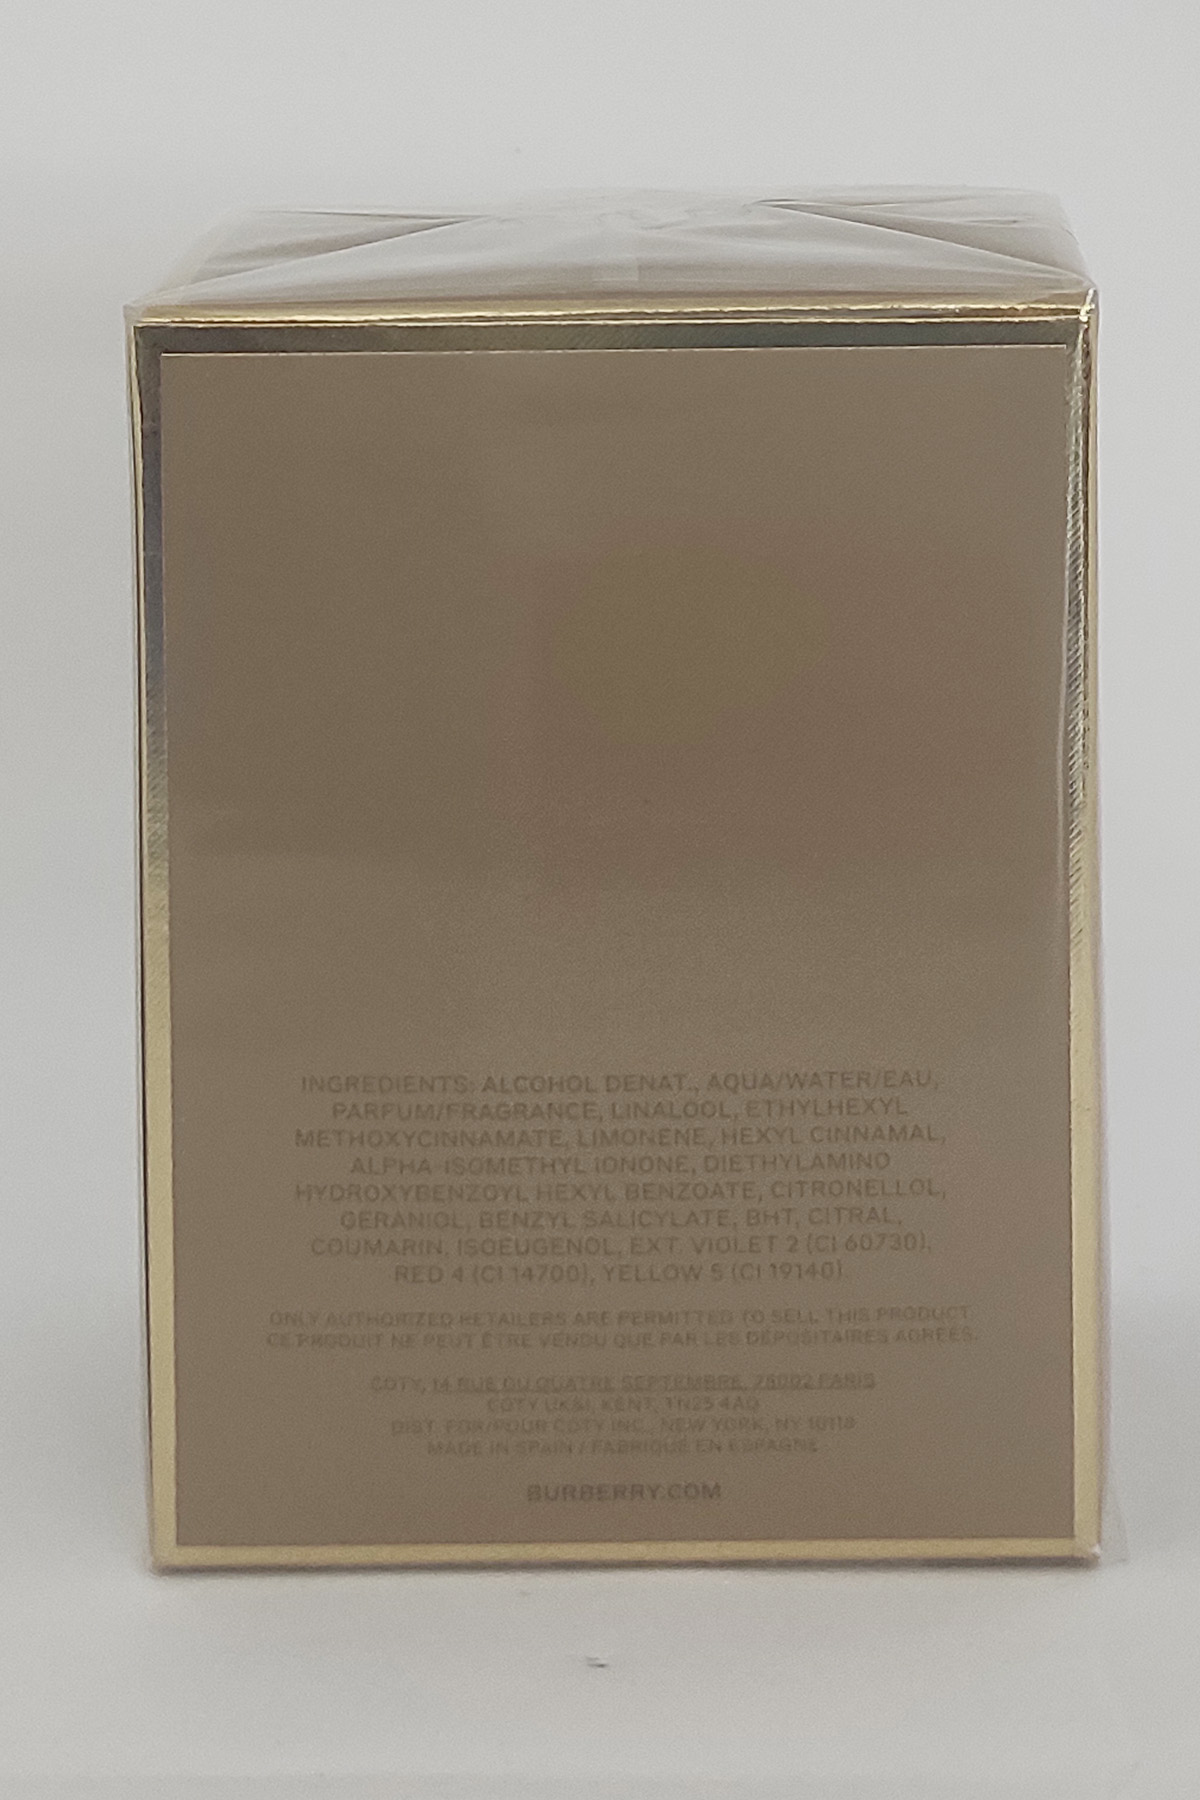 INGREDIENTS: ALCOHOL DENAT., AQUA/WATER/EAU,
PARFUM/FRAGRANCE, LINALOOL, ETHYLHEXYL
METHOXYCINNAMATE, LIMONENE, HEXYL CINNAMAL,
ALPHA-ISOMETHYL IONONE, DIETHYLAMINO
HYDROXYBENZOYL HEXYL BENZOATE, CITRONELLOL,
GERANIOL, BENZYL SALICYLATE, BHT, CITRAL,
COUMARIN, ISOEUGENOL, EXT. VIOLET 2 (CI 60730),
RED 4 (CI 14700), YELLOW 5 (CI 19140)
ONLY AUTHORIZED RETAILERS ARE PERMITTED TO SELL THIS PRODUCT.
CE PRODUIT NE PEUT ÊTRE VENDU QUE PAR LES DÉPOSITAIRES AGRÉÉS.
COTY, 14 RUE DU QUATRE SEPTEMBRE, 75002 PARIS
COTY UK&I, KENT, TN25 4AQ
DIST. FOR/POUR COTY INC., NEW YORK, NY 10118
MADE IN SPAIN / FABRIQUÉ EN ESPAGNE
BURBERRY.COM